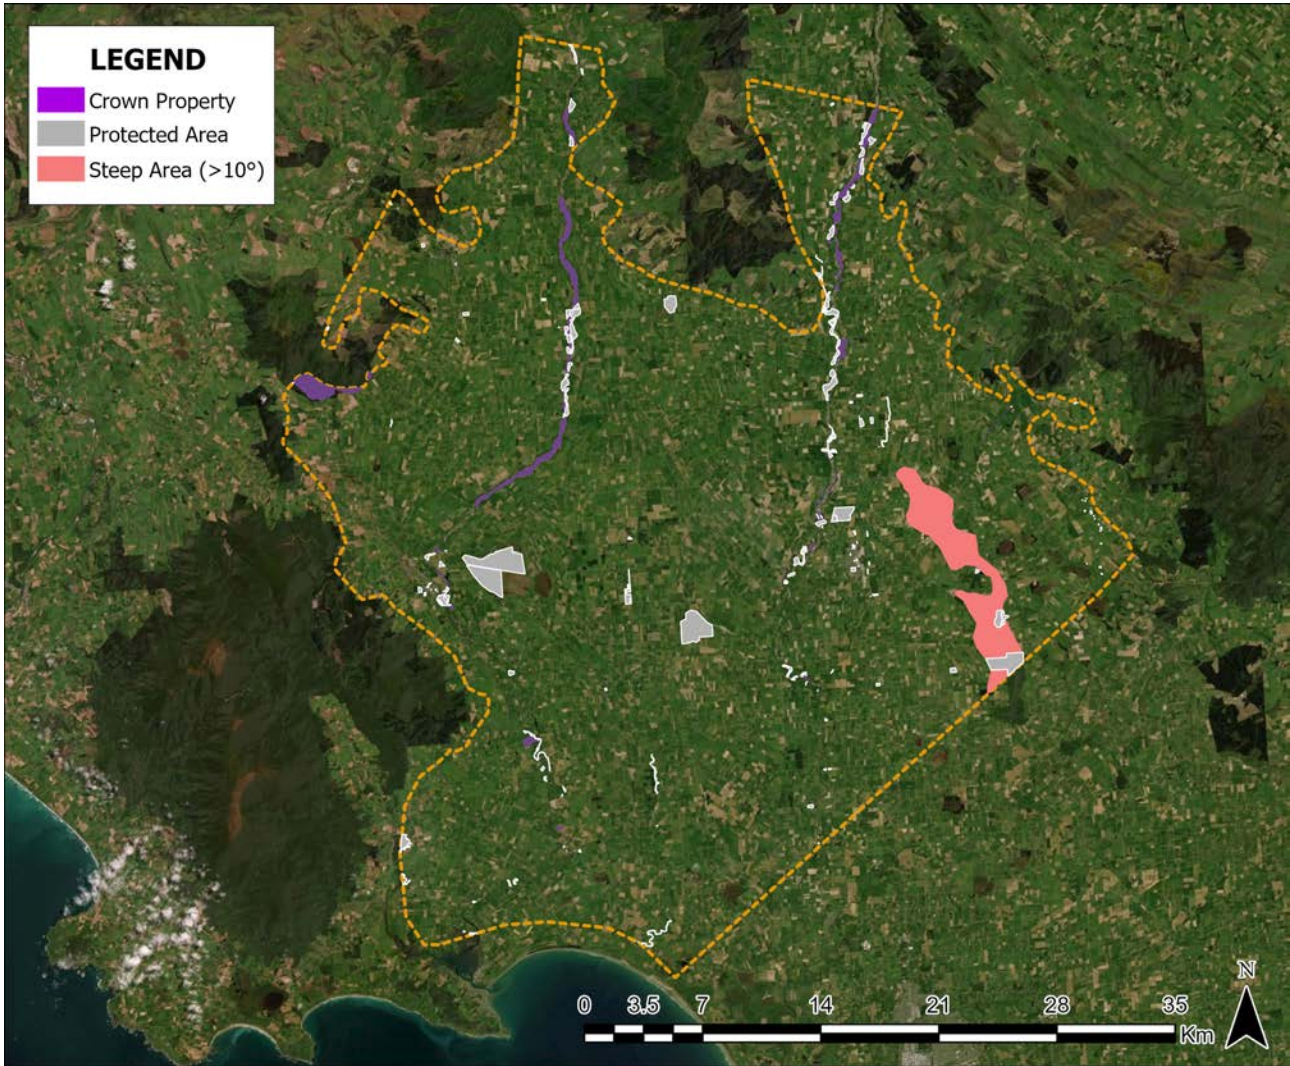 LEGEND
Crown Property
Protected Area
Steep Area (>10°)
N
0 3.5 7 14 21 28 35
Km